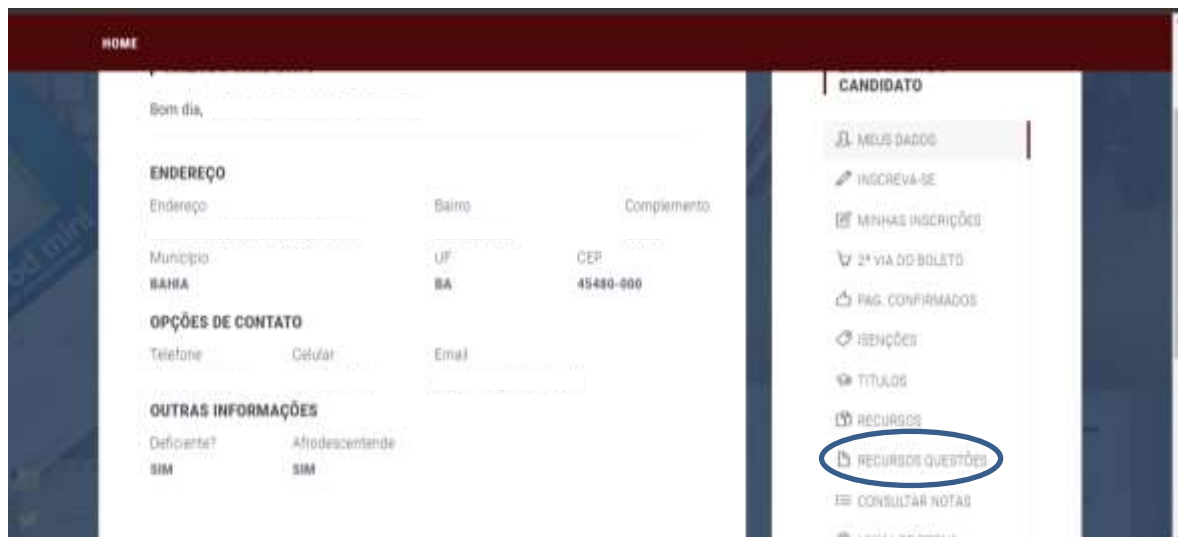 HOME
CANDIDATO
Bom dia,
MEUS DADOS
ENDEREÇO
INSCREVA-SE
Endereço Bairro Complemento
MINHAS INSCRIÇÕES
Município UF CEP
2ª VIA DO BOLETO
BAHIA BA 45480-000
PAG. CONFIRMADOS
OPÇÕES DE CONTATO
ISENÇÕES
Telefone Celular Email
TITULOS
OUTRAS INFORMAÇÕES
RECURSOS
Deficiente? Afrodescentende
RECURSOS QUESTÕES
SIM SIM
CONSULTAR NOTAS